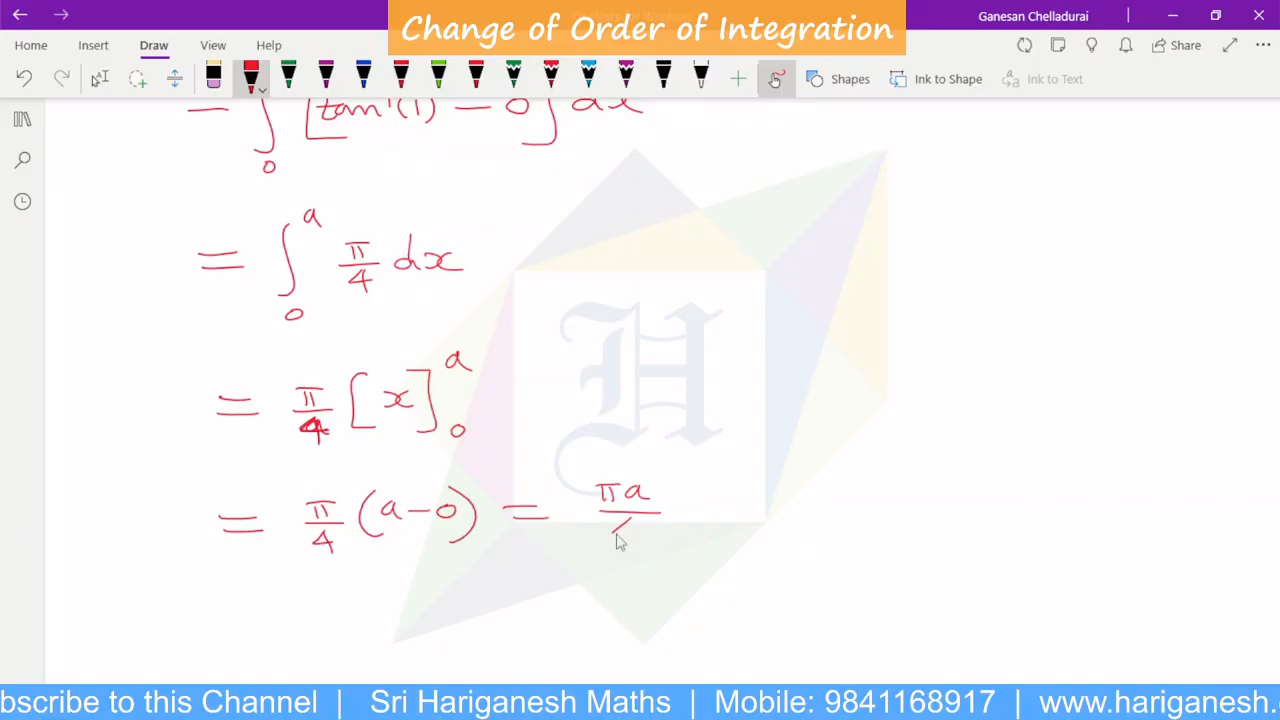 Change of Order of Integration
Ganesan Chelladurai
Home Insert Draw View Help
Share
Shapes
Ink to Shape
Ink to Text
= ∫₀ [tan⁻¹(1) − 0] dx
= ∫₀ᵃ π/4 dx
= π/4 [x]₀ᵃ
= π/4 (a − 0) = πa/
H
bscribe to this Channel | Sri Hariganesh Maths | Mobile: 9841168917 | www.hariganesh.